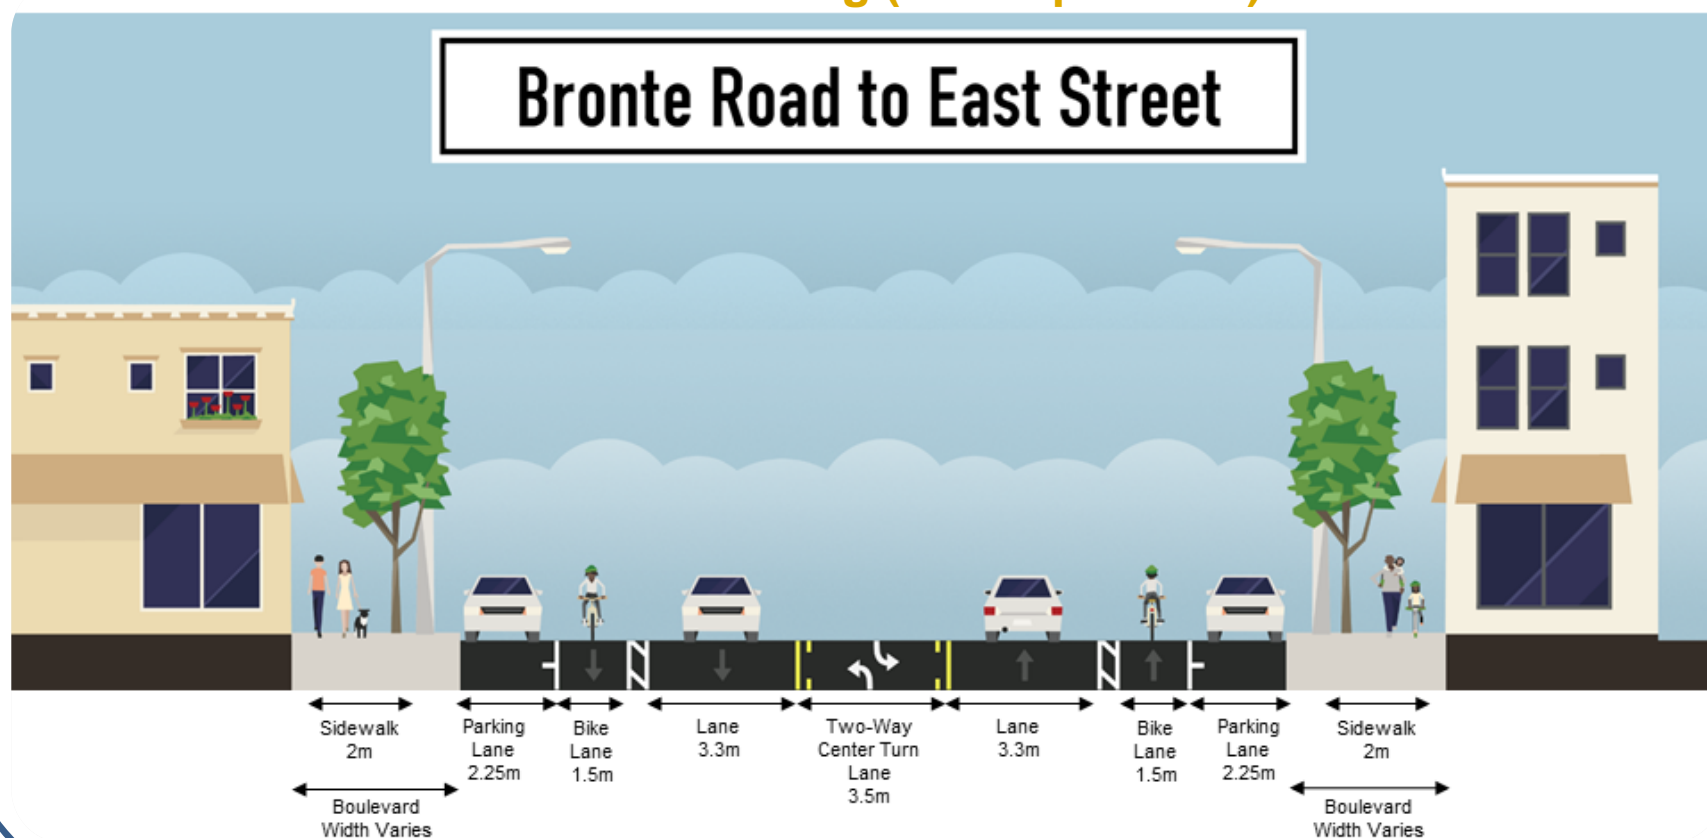 Bronte Road to East Street
Sidewalk
2m
Parking
Lane
2.25m
Bike
Lane
1.5m
Lane
3.3m
Two-Way
Center Turn
Lane
3.5m
Lane
3.3m
Bike
Lane
1.5m
Parking
Lane
2.25m
Sidewalk
2m
Boulevard
Width Varies
Boulevard
Width Varies